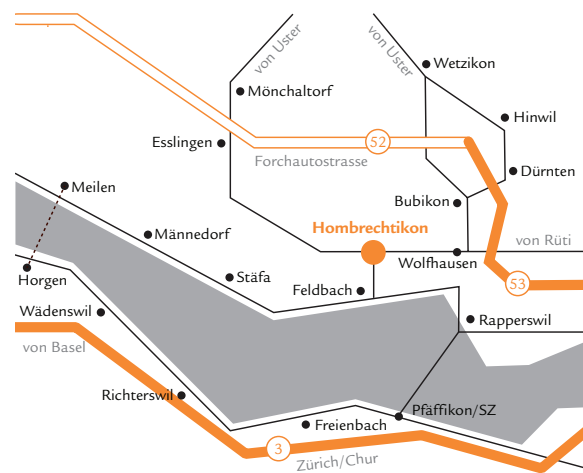 von Uster
von Uster
Wetzikon
Mönchaltorf
Hinwil
Esslingen
52
Forchautostrasse
Dürnten
Meilen
Bubikon
Hombrechtikon
Männedorf
von Rüti
Wolfhausen
Horgen
Stäfa
Feldbach
53
Wädenswil
Rapperswil
von Basel
Richterswil
Pfäffikon/SZ
Freienbach
3
Zürich/Chur